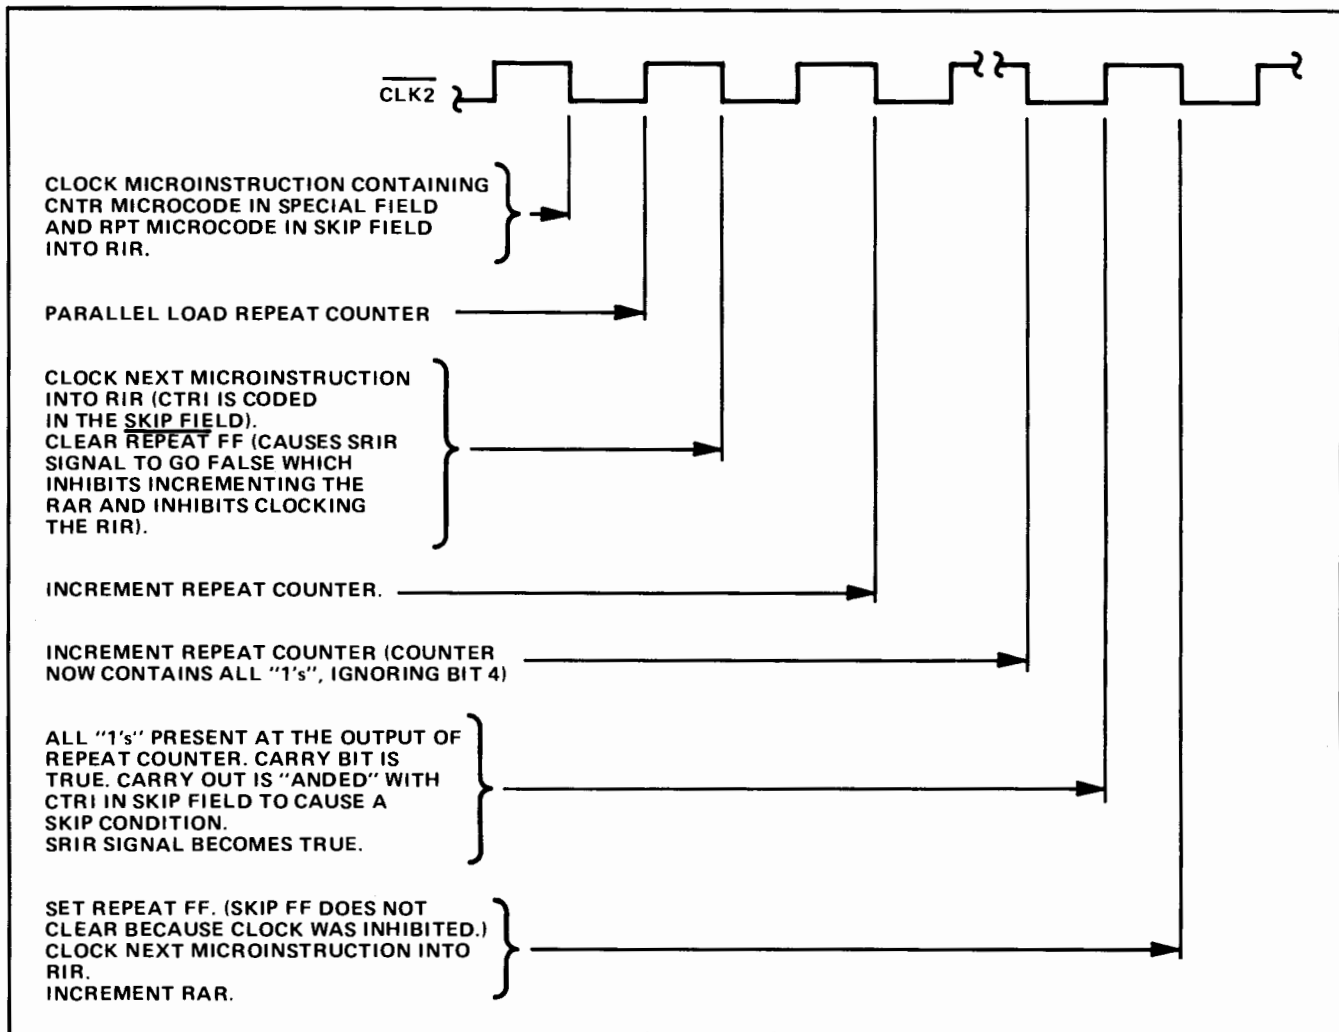 CLK2
CLOCK MICROINSTRUCTION CONTAINING
CNTR MICROCODE IN SPECIAL FIELD
AND RPT MICROCODE IN SKIP FIELD
INTO RIR.
PARALLEL LOAD REPEAT COUNTER
CLOCK NEXT MICROINSTRUCTION
INTO RIR (CTRI IS CODED
IN THE SKIP FIELD).
CLEAR REPEAT FF (CAUSES SRIR
SIGNAL TO GO FALSE WHICH
INHIBITS INCREMENTING THE
RAR AND INHIBITS CLOCKING
THE RIR).
INCREMENT REPEAT COUNTER.
INCREMENT REPEAT COUNTER (COUNTER
NOW CONTAINS ALL "1's", IGNORING BIT 4)
ALL "1's" PRESENT AT THE OUTPUT OF
REPEAT COUNTER. CARRY BIT IS
TRUE. CARRY OUT IS "ANDED" WITH
CTRI IN SKIP FIELD TO CAUSE A
SKIP CONDITION.
SRIR SIGNAL BECOMES TRUE.
SET REPEAT FF. (SKIP FF DOES NOT
CLEAR BECAUSE CLOCK WAS INHIBITED.)
CLOCK NEXT MICROINSTRUCTION INTO
RIR.
INCREMENT RAR.